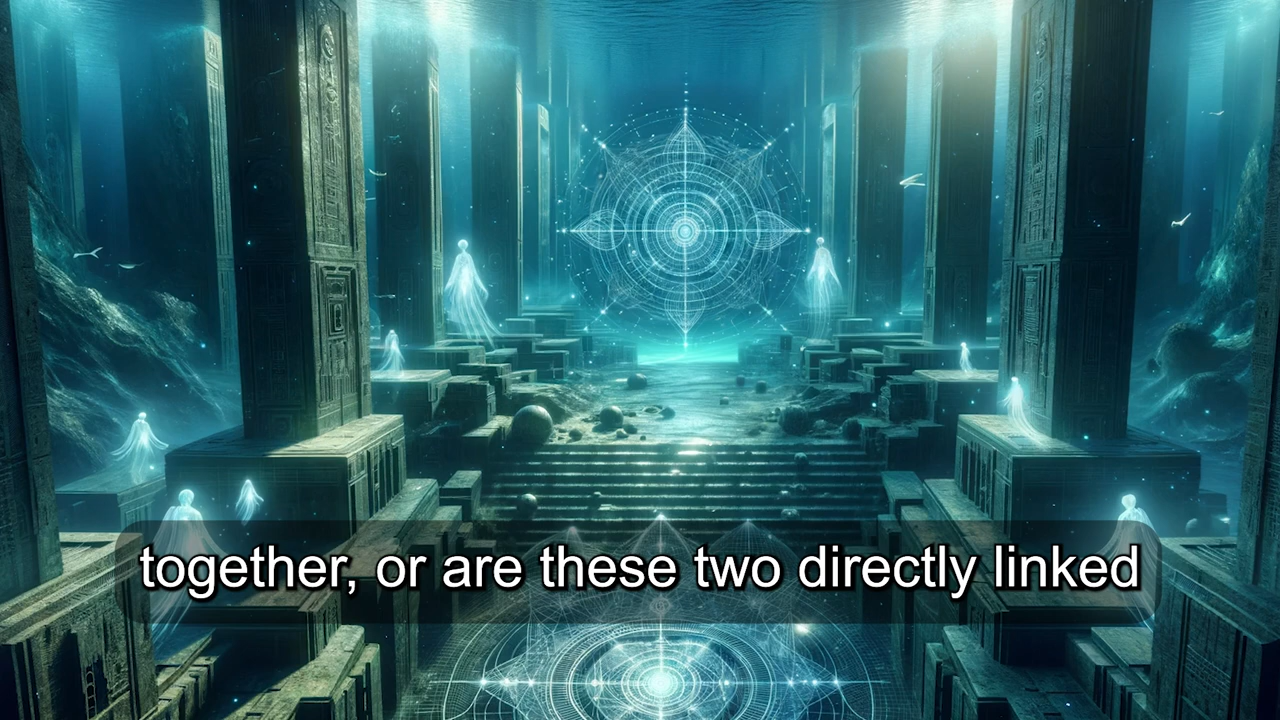 together, or are these two directly linked